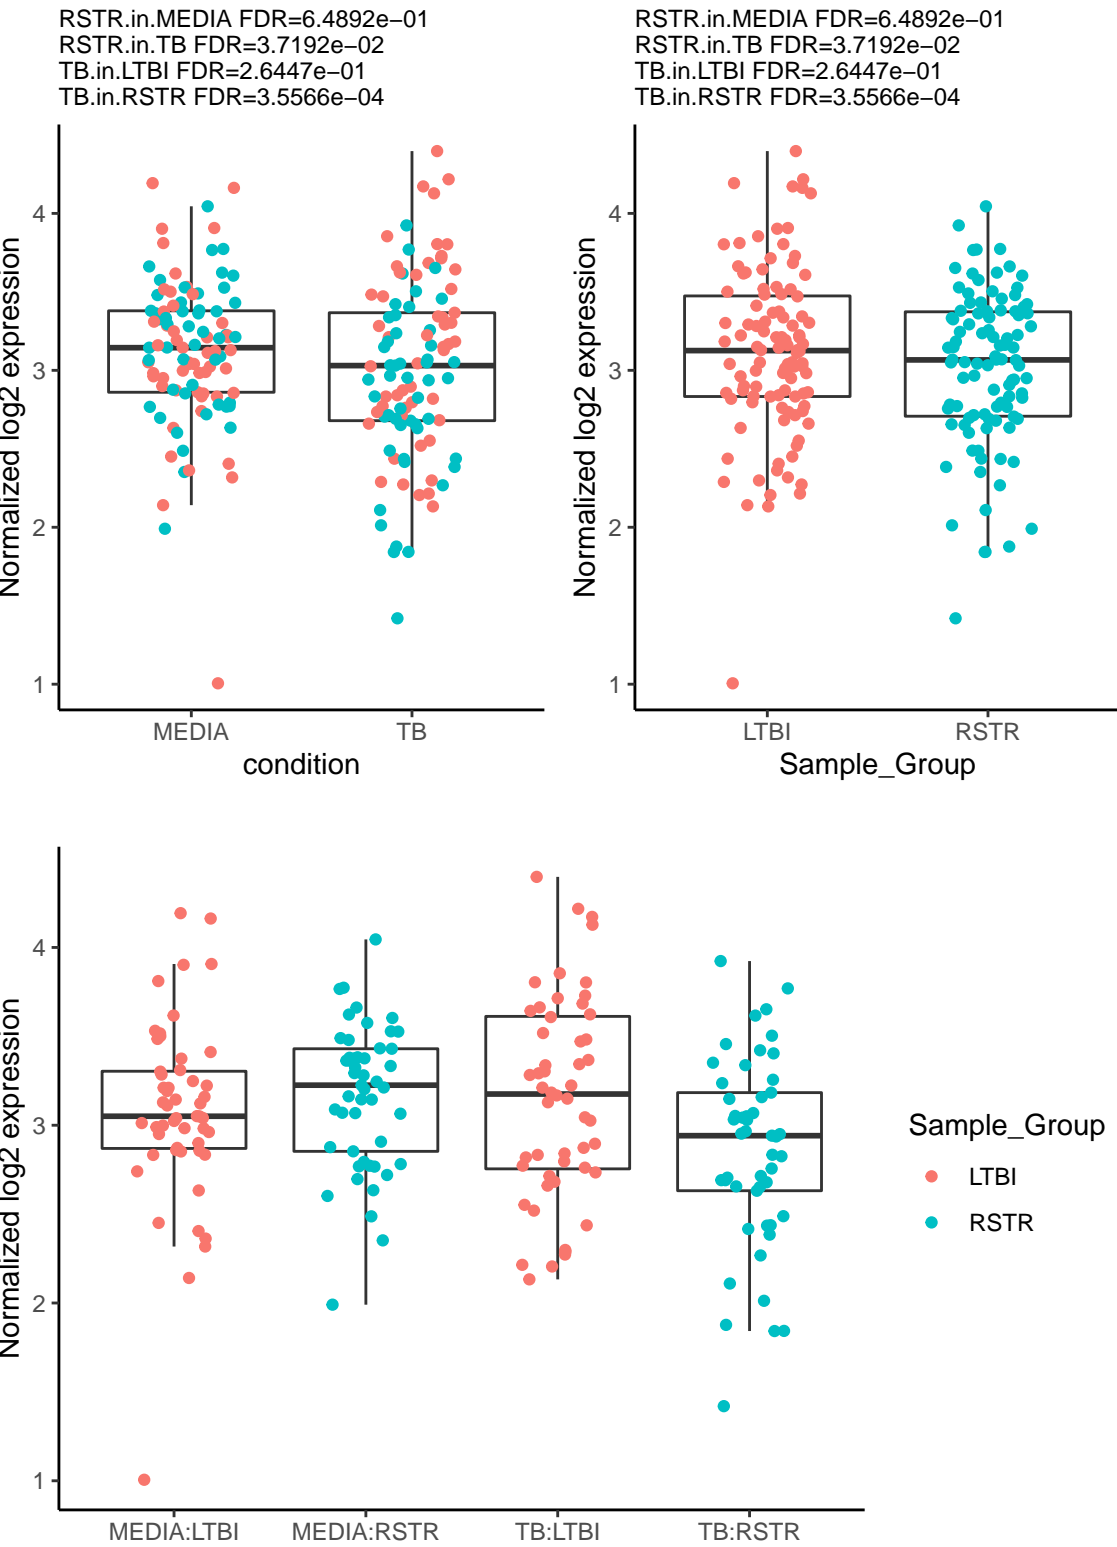 RSTR.in.MEDIA FDR=6.4892e−01
RSTR.in.TB FDR=3.7192e−02
TB.in.LTBI FDR=2.6447e−01
TB.in.RSTR FDR=3.5566e−04
Normalized log2 expression
4
3
2
1
MEDIA TB
condition
RSTR.in.MEDIA FDR=6.4892e−01
RSTR.in.TB FDR=3.7192e−02
TB.in.LTBI FDR=2.6447e−01
TB.in.RSTR FDR=3.5566e−04
Normalized log2 expression
4
3
2
1
LTBI RSTR
Sample_Group
Normalized log2 expression
4
3
2
1
MEDIA:LTBI MEDIA:RSTR TB:LTBI TB:RSTR
Sample_Group
LTBI
RSTR